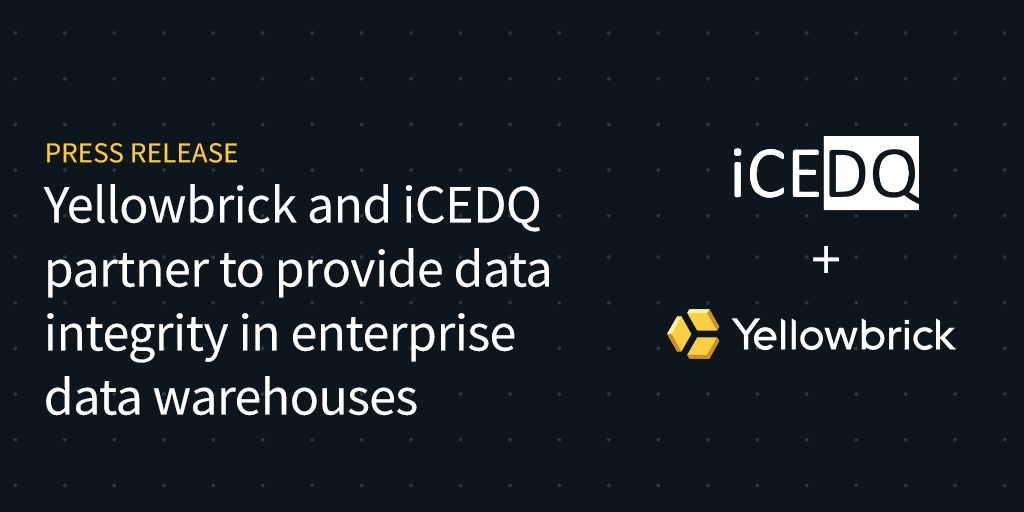 PRESS RELEASE
Yellowbrick and iCEDQ
partner to provide data
integrity in enterprise
data warehouses
iCEDQ
+
Yellowbrick